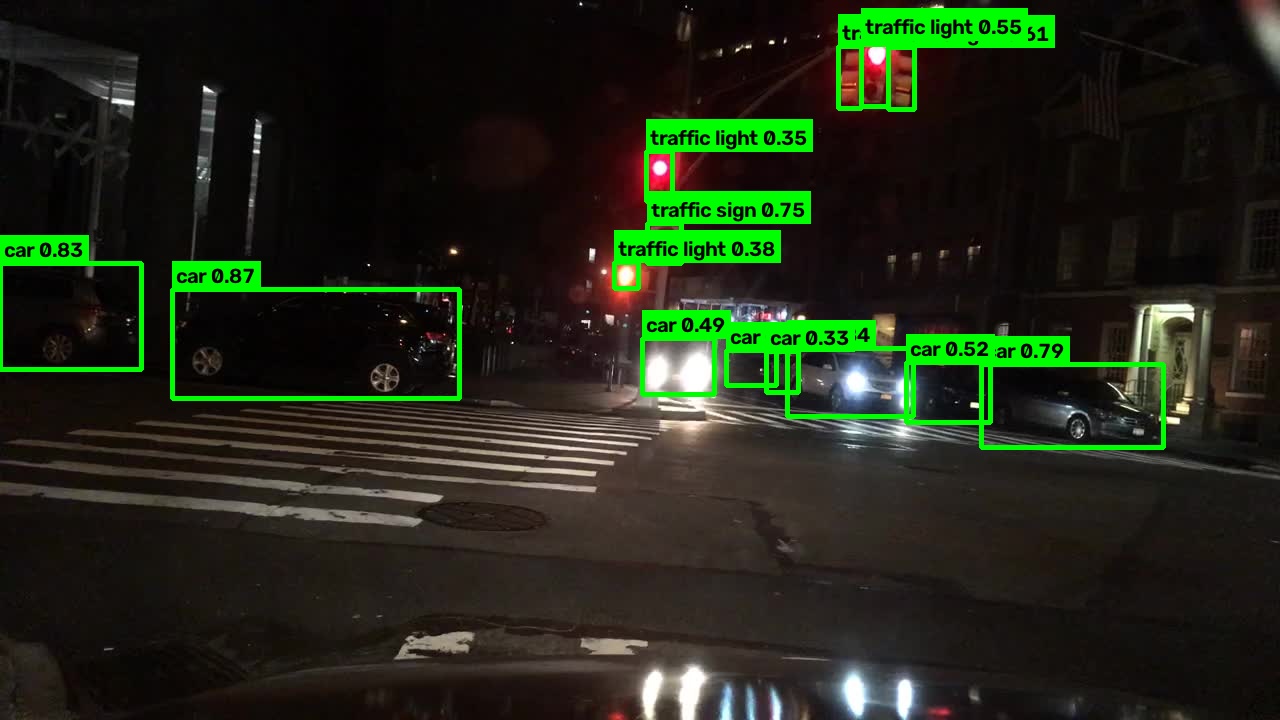 traffic light 0.55
traffic light 0.35
traffic sign 0.75
traffic light 0.38
car 0.83
car 0.87
car 0.49
car
car 0.33
car 0.52
car 0.79